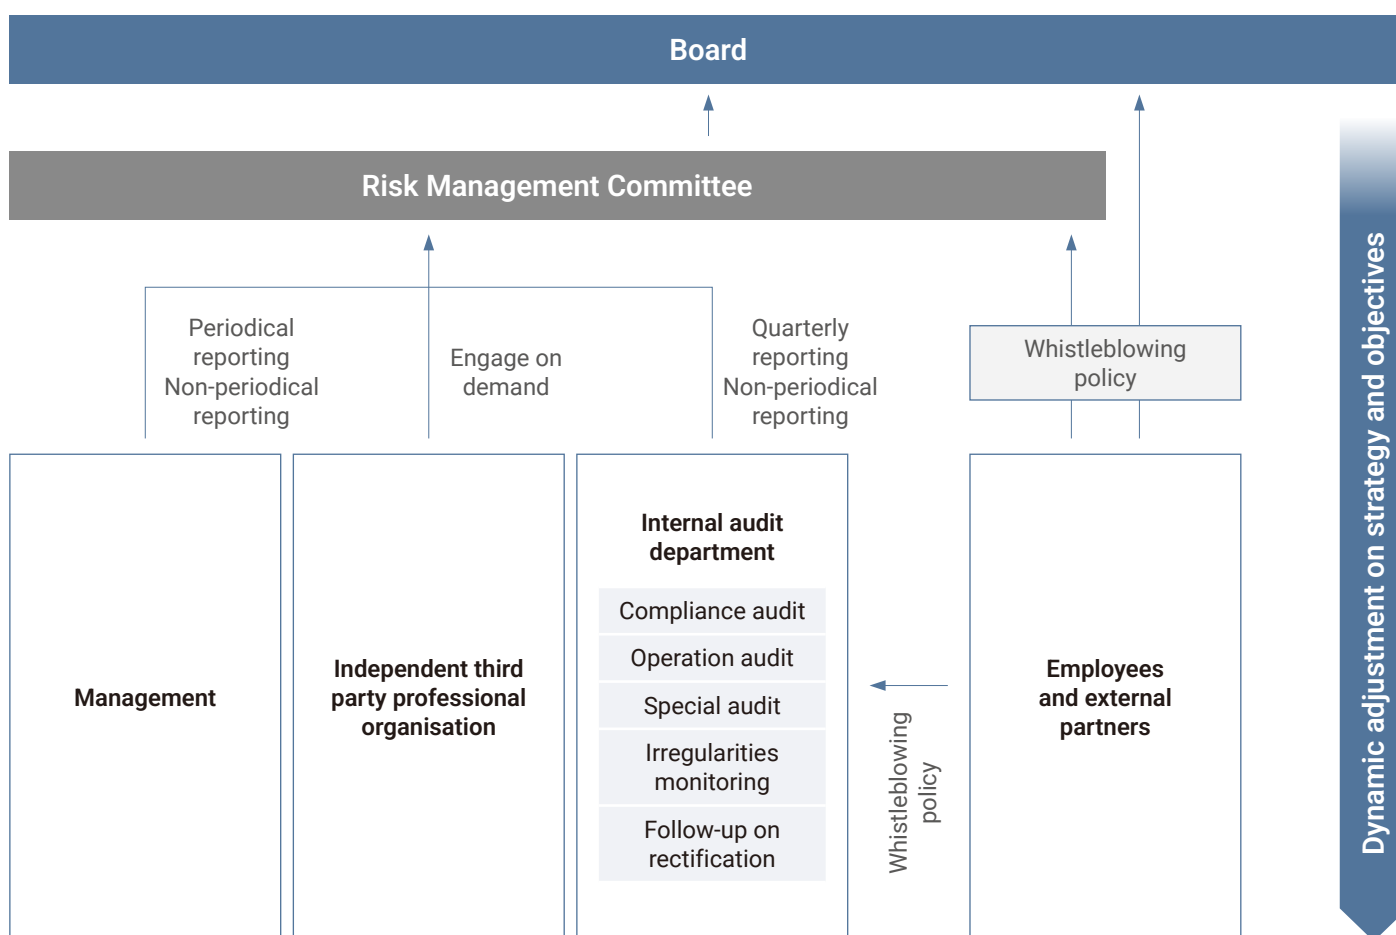 Board
Risk Management Committee
Periodical
reporting
Non-periodical
reporting
Engage on
demand
Quarterly
reporting
Non-periodical
reporting
Whistleblowing
policy
Management
Independent third
party professional
organisation
Internal audit
department
Compliance audit
Operation audit
Special audit
Irregularities
monitoring
Follow-up on
rectification
Whistleblowing
policy
Employees
and external
partners
Dynamic adjustment on strategy and objectives